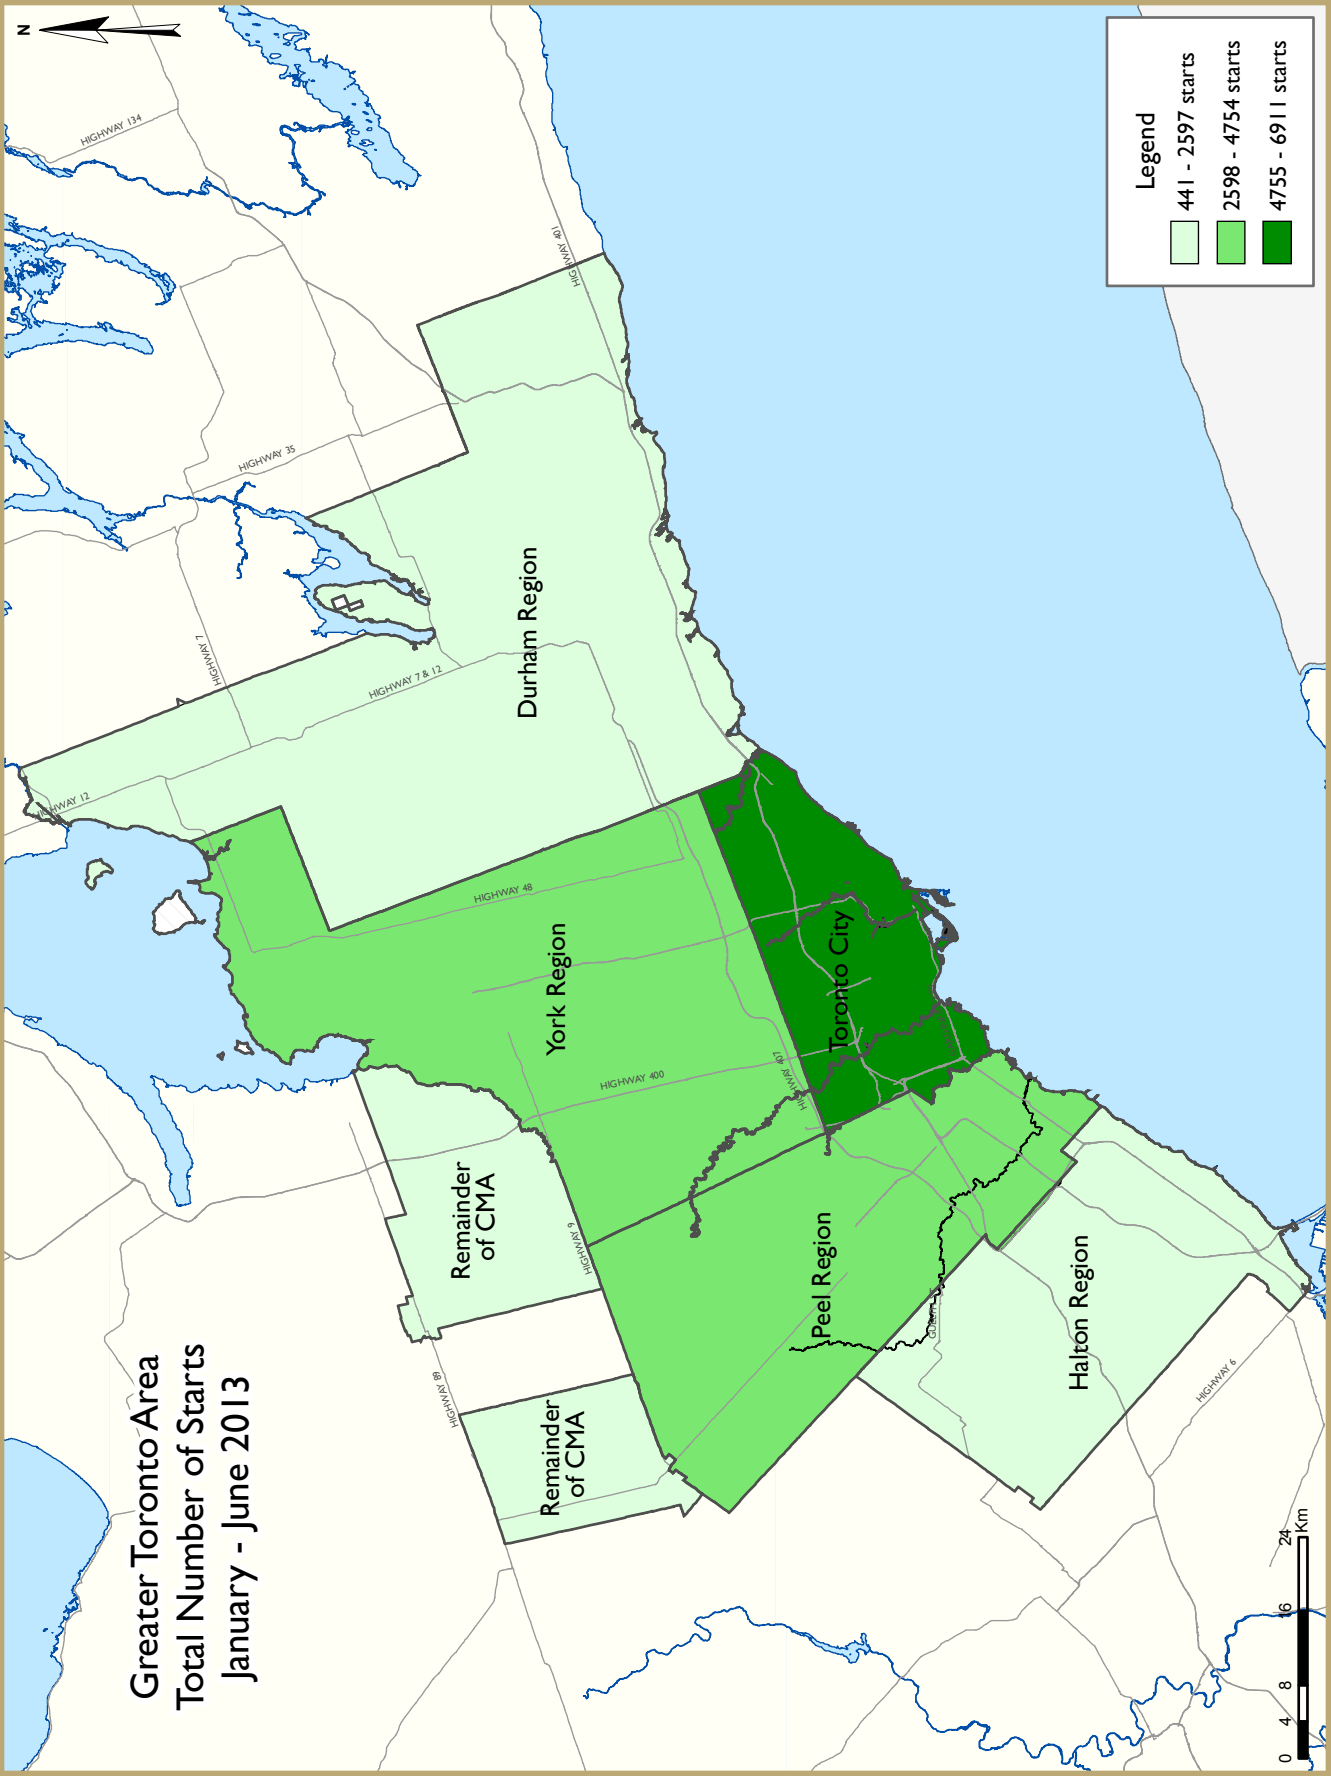 Greater Toronto Area
Total Number of Starts
January - June 2013
N
HIGHWAY 134
HIGHWAY 401
HIGHWAY 35
HIGHWAY 7
HIGHWAY 7 & 12
HIGHWAY 12
Durham Region
HIGHWAY 48
York Region
HIGHWAY 400
HIGHWAY 407
Toronto City
Remainder
of CMA
HIGHWAY 9
HIGHWAY 89
Remainder
of CMA
Peel Region
Halton Region
HIGHWAY 6
Legend
441 - 2597 starts
2598 - 4754 starts
4755 - 6911 starts
0 4 8 16 24
Km